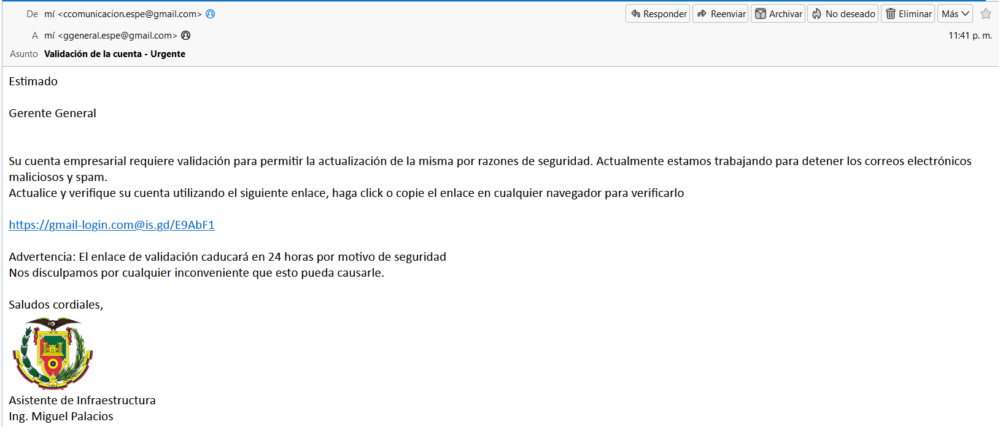 De mí <ccomunicacion.espe@gmail.com>
Responder Reenviar Archivar No deseado Eliminar Más
A mí <ggeneral.espe@gmail.com>
11:41 p. m.
Asunto Validación de la cuenta - Urgente
Estimado
Gerente General
Su cuenta empresarial requiere validación para permitir la actualización de la misma por razones de seguridad. Actualmente estamos trabajando para detener los correos electrónicos
maliciosos y spam.
Actualice y verifique su cuenta utilizando el siguiente enlace, haga click o copie el enlace en cualquier navegador para verificarlo
https://gmail-login.com@is.gd/E9AbF1
Advertencia: El enlace de validación caducará en 24 horas por motivo de seguridad
Nos disculpamos por cualquier inconveniente que esto pueda causarle.
Saludos cordiales,
Asistente de Infraestructura
Ing. Miguel Palacios